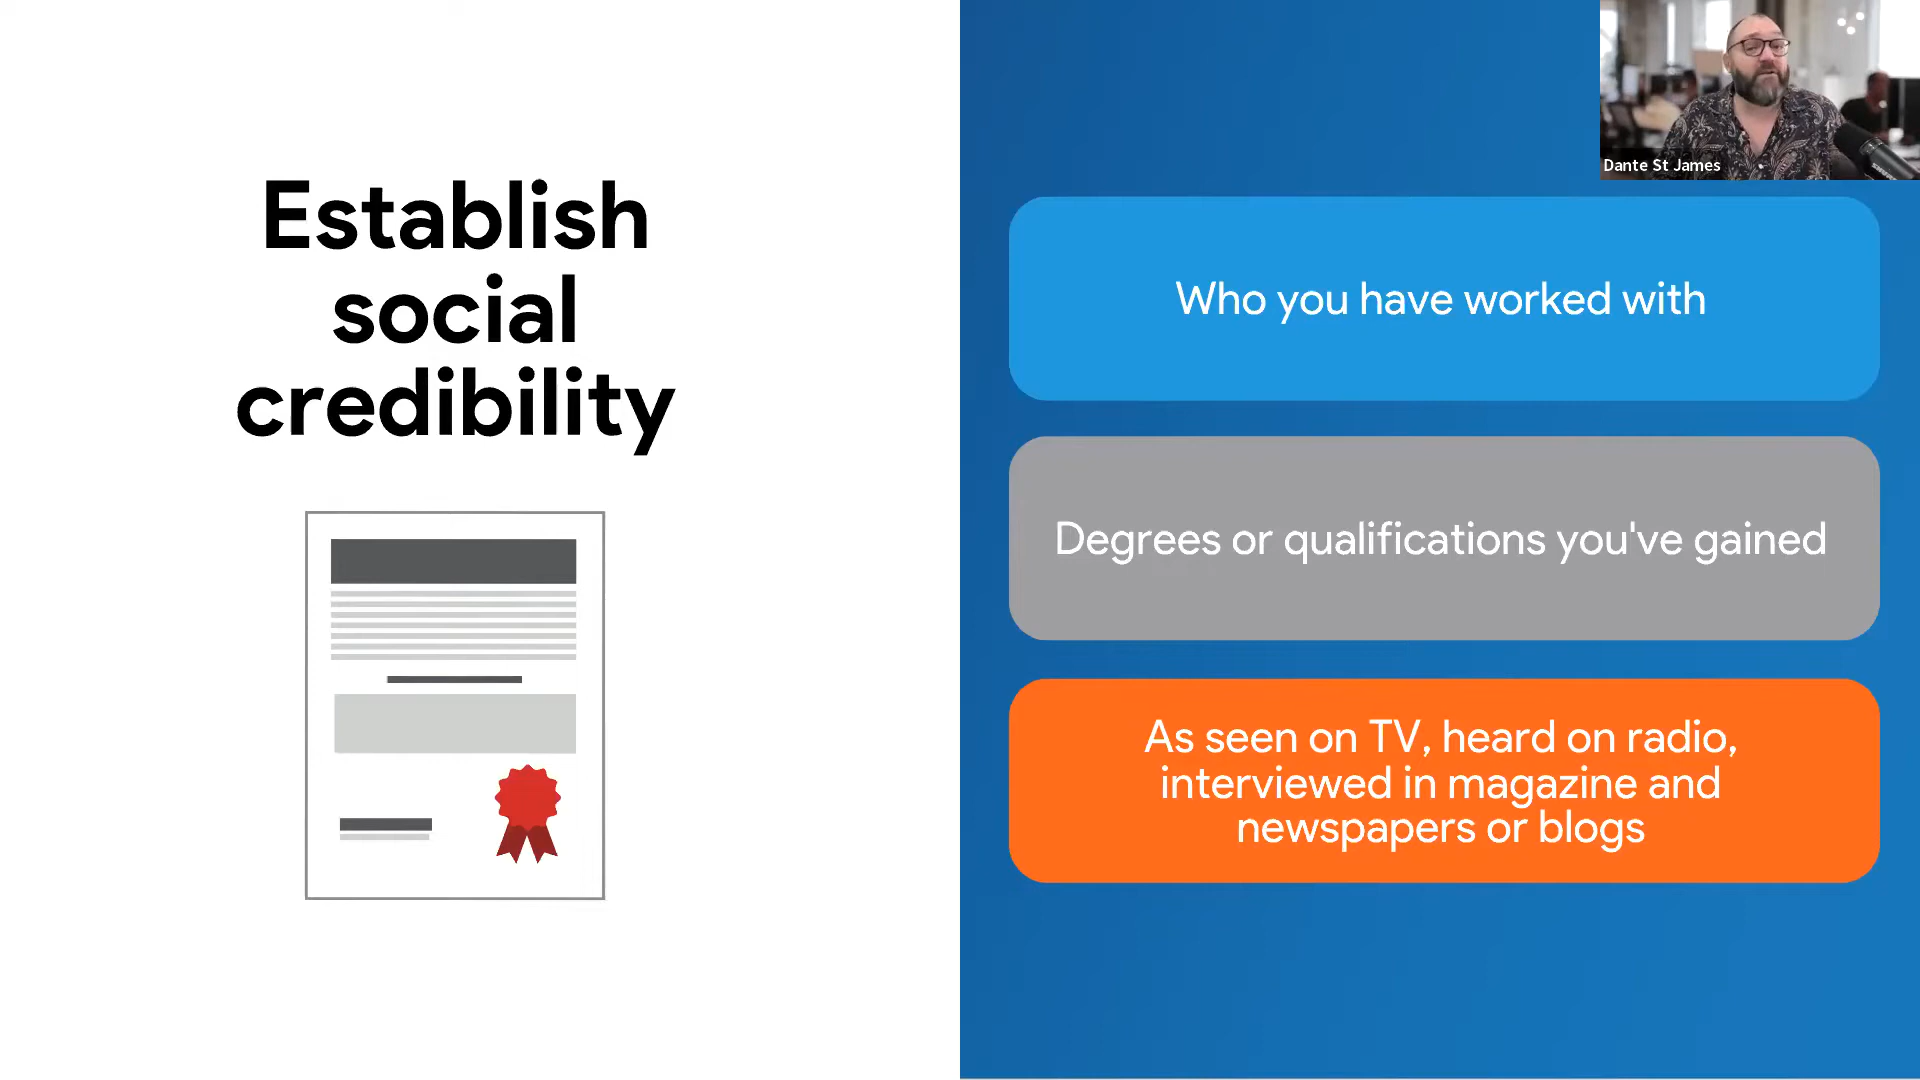 Establish
social
credibility
Dante St James
Who you have worked with
Degrees or qualifications you've gained
As seen on TV, heard on radio,
interviewed in magazine and
newspapers or blogs